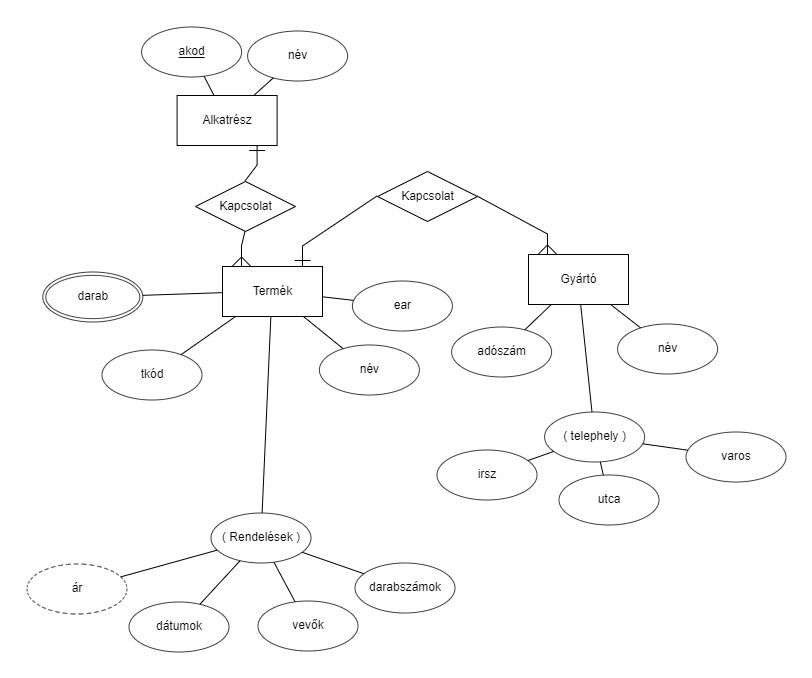 akod
név
Alkatrész
Kapcsolat
Kapcsolat
Termék
Gyártó
darab
ear
tkód
név
adószám
név
( telephely )
irsz
utca
varos
( Rendelések )
ár
dátumok
vevők
darabszámok